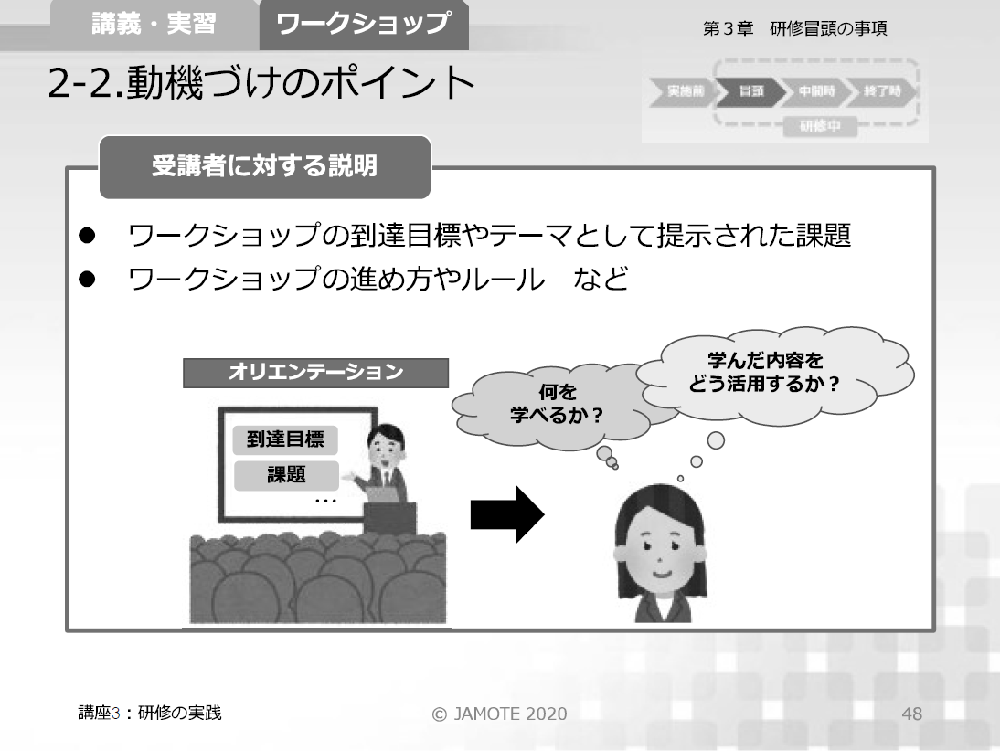 講義・実習
ワークショップ
第３章　研修冒頭の事項
2-2.動機づけのポイント
実施前
冒頭
中間時
終了時
研修中
受講者に対する説明
● ワークショップの到達目標やテーマとして提示された課題
● ワークショップの進め方やルール　など
オリエンテーション
到達目標
課題
…
何を
学べるか？
学んだ内容を
どう活用するか？
講座3：研修の実践
© JAMOTE 2020
48